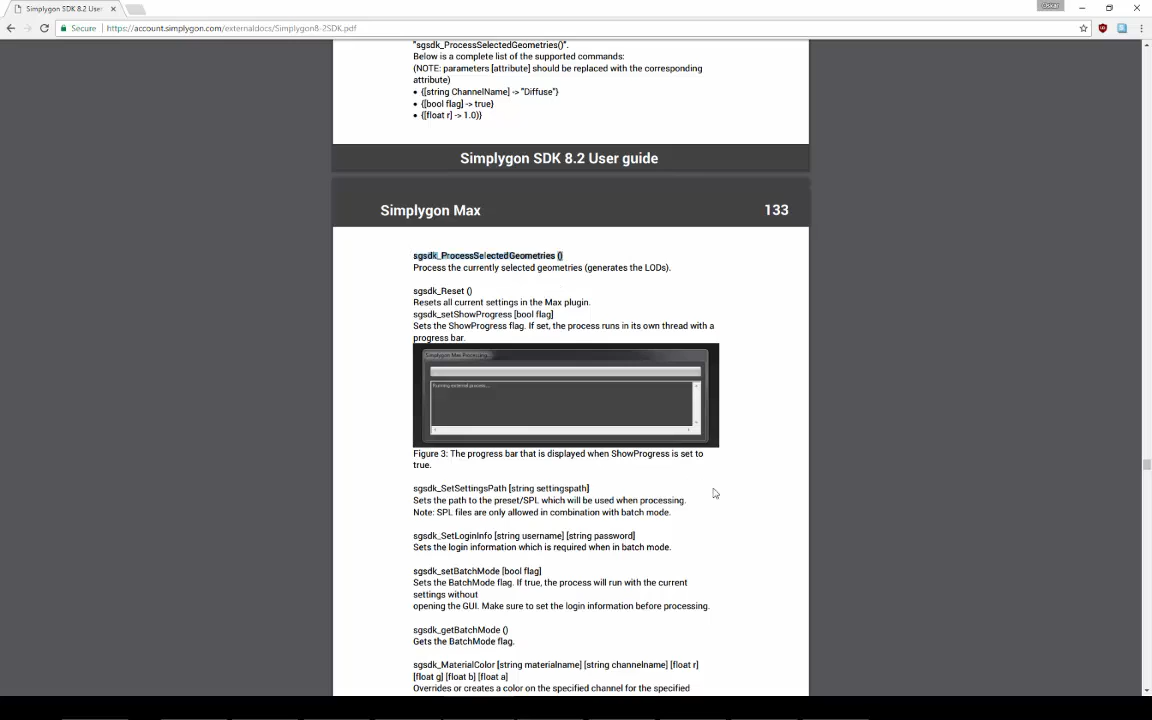 Simplygon SDK 8.2 User
Secure
https://account.simplygon.com/externaldocs/Simplygon8-2SDK.pdf
"sgsdk_ProcessSelectedGeometries()".
Below is a complete list of the supported commands:
(NOTE: parameters [attribute] should be replaced with the corresponding
attribute)
• {[string ChannelName] -> "Diffuse"}
• {[bool flag] -> true}
• {[float r] -> 1.0)}
Simplygon SDK 8.2 User guide
Simplygon Max 133
sgsdk_ProcessSelectedGeometries ()
Process the currently selected geometries (generates the LODs).
sgsdk_Reset ()
Resets all current settings in the Max plugin.
sgsdk_setShowProgress [bool flag]
Sets the ShowProgress flag. If set, the process runs in its own thread with a
progress bar.
Simplygon Max Processing...
Running external process...
Figure 3: The progress bar that is displayed when ShowProgress is set to
true.
sgsdk_SetSettingsPath [string settingspath]
Sets the path to the preset/SPL which will be used when processing.
Note: SPL files are only allowed in combination with batch mode.
sgsdk_SetLoginInfo [string username] [string password]
Sets the login information which is required when in batch mode.
sgsdk_setBatchMode [bool flag]
Sets the BatchMode flag. If true, the process will run with the current
settings without
opening the GUI. Make sure to set the login information before processing.
sgsdk_getBatchMode ()
Gets the BatchMode flag.
sgsdk_MaterialColor [string materialname] [string channelname] [float r]
[float g] [float b] [float a]
Overrides or creates a color on the specified channel for the specified